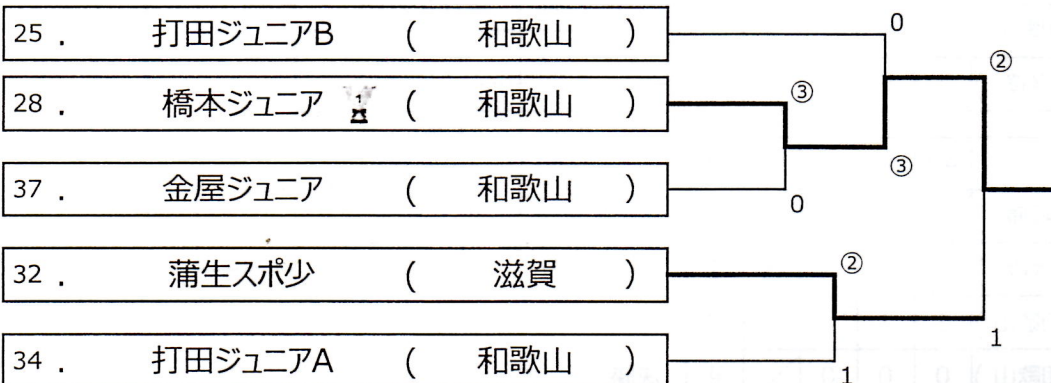 25 . 打田ジュニアB ( 和歌山 )
0
②
28 . 橋本ジュニア 1 ( 和歌山 )
③
③
37 . 金屋ジュニア ( 和歌山 )
0
32 . 蒲生スポ少 ( 滋賀 )
②
1
34 . 打田ジュニアA ( 和歌山 )
1